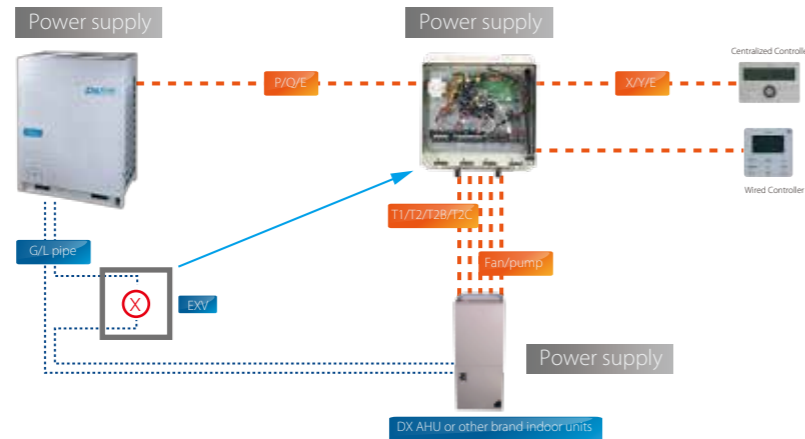 Power supply
Power supply
Centralized Controlle
P/Q/E
X/Y/E
Wired Controller
T1/T2/T2B/T2C
G/L pipe
Fan/pump
X
EXV
Power supply
DX AHU or other brand indoor units